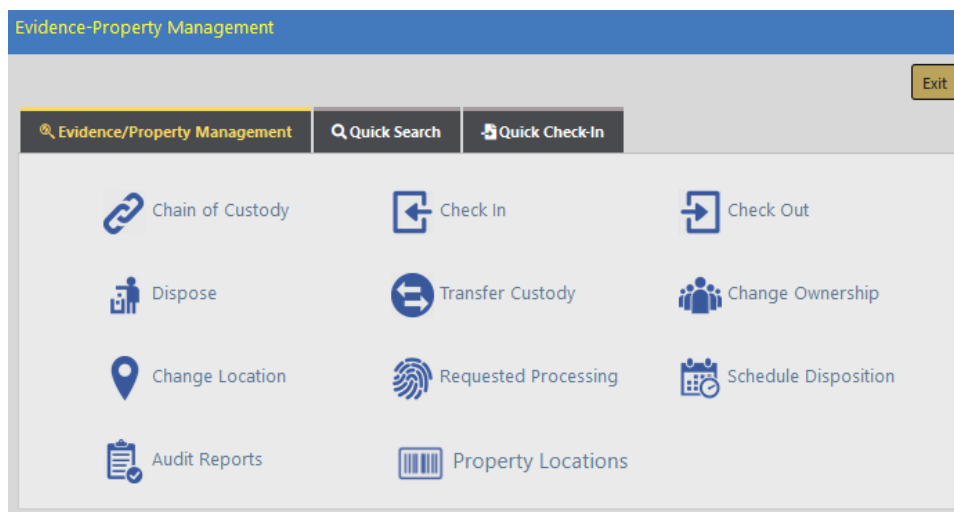 Evidence-Property Management
Exit
Evidence/Property Management
Quick Search
Quick Check-In
Chain of Custody
Check In
Check Out
Dispose
Transfer Custody
Change Ownership
Change Location
Requested Processing
Schedule Disposition
Audit Reports
Property Locations